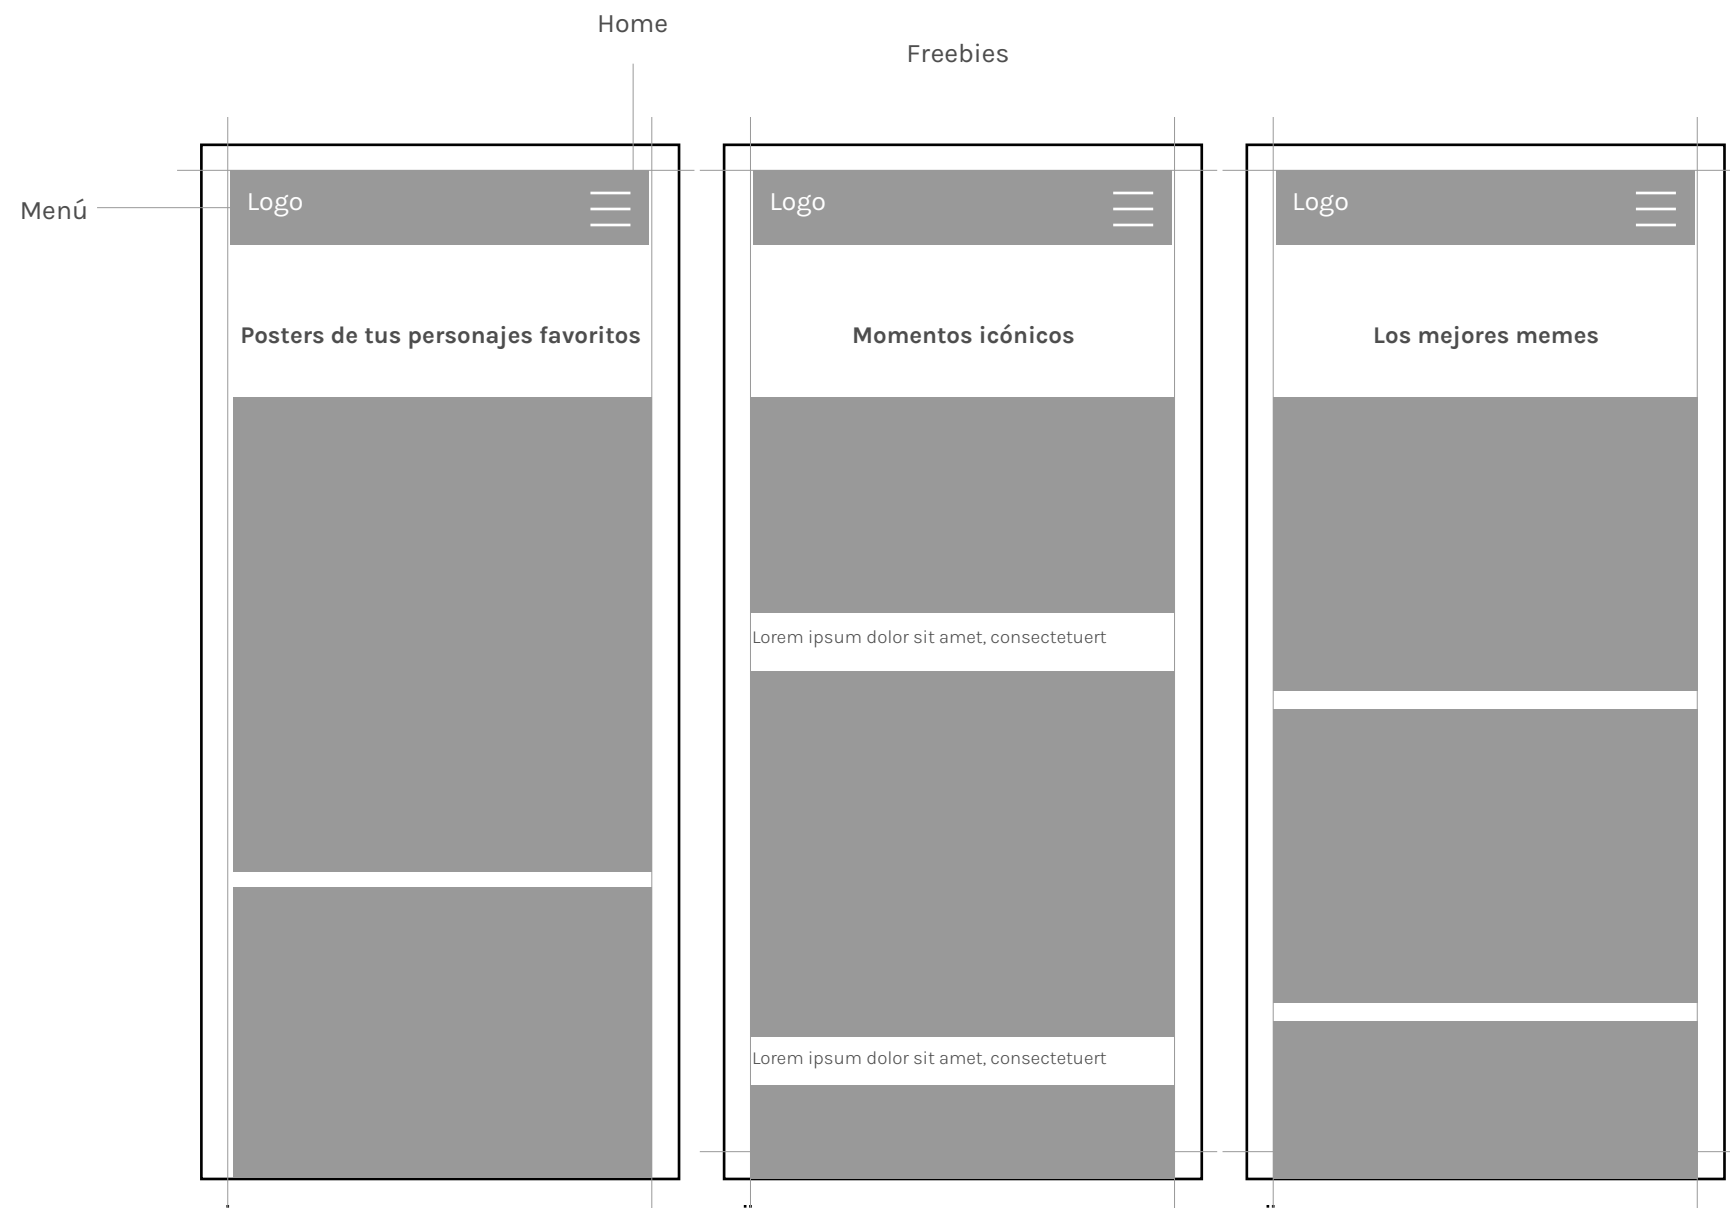 Home
Freebies
Menú
Logo
Posters de tus personajes favoritos
Logo
Momentos icónicos
Lorem ipsum dolor sit amet, consectetuert
Lorem ipsum dolor sit amet, consectetuert
Logo
Los mejores memes